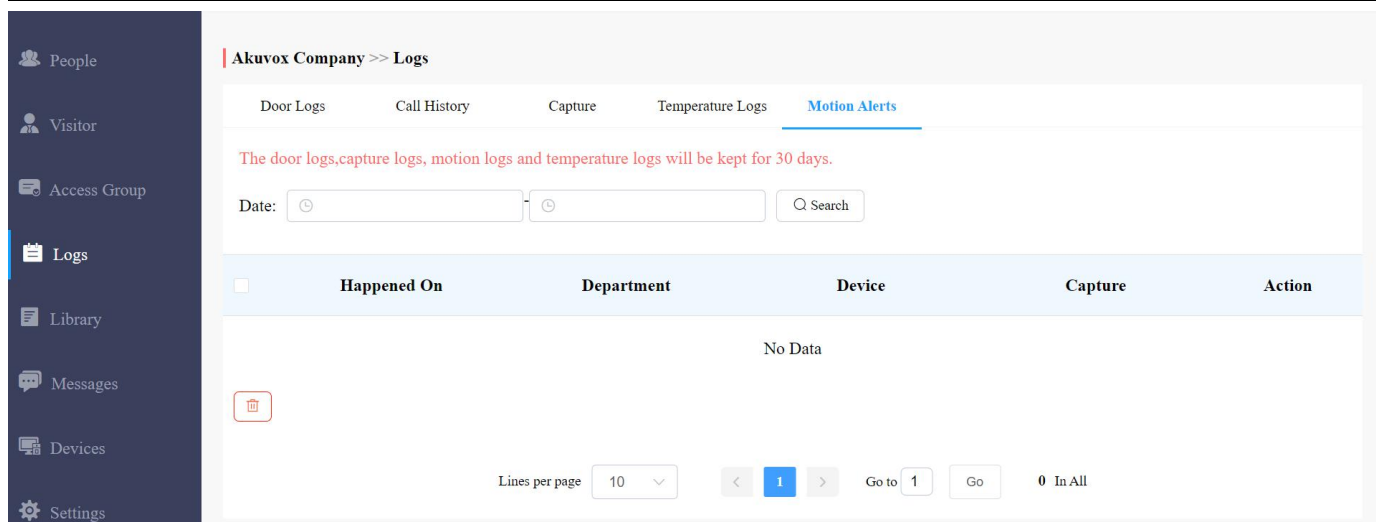 People
Visitor
Access Group
Logs
Library
Messages
Devices
Settings
Akuvox Company >> Logs
Door Logs Call History Capture Temperature Logs Motion Alerts
The door logs,capture logs, motion logs and temperature logs will be kept for 30 days.
Date: - Search
Happened On Department Device Capture Action
No Data
Lines per page 10 < 1 > Go to 1 Go 0 In All